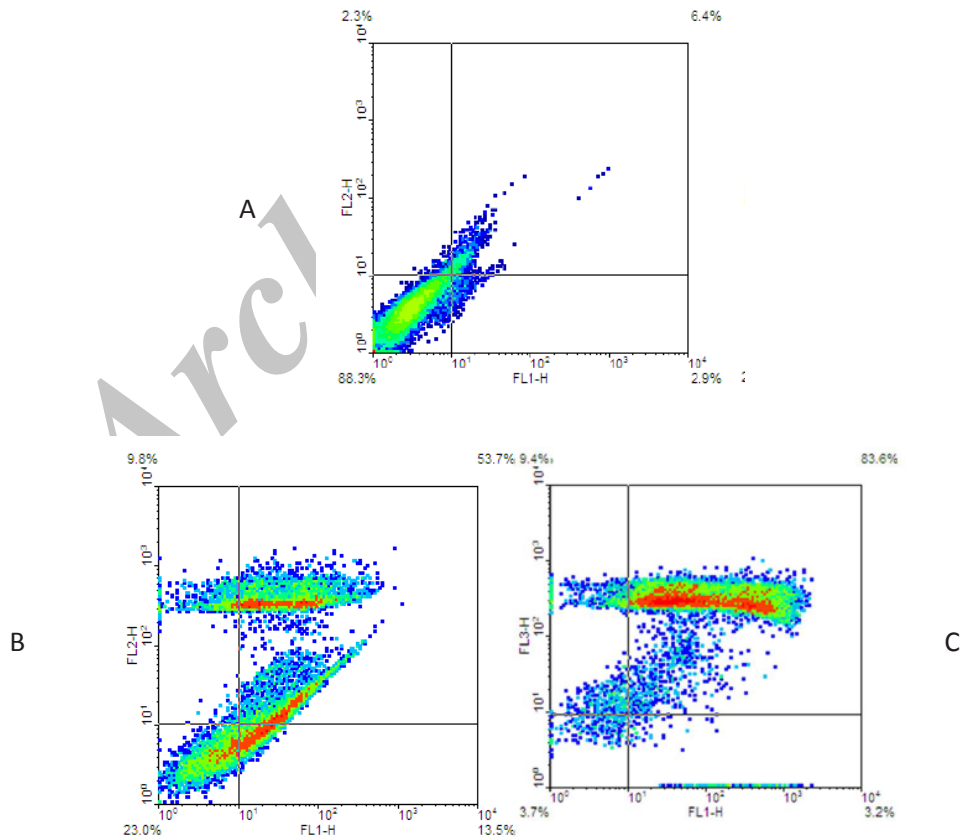 2.3% 6.4%
10⁴
10³
FL2-H
10²
A
10¹
10⁰
10⁰ 10¹ 10² 10³ 10⁴
88.3% FL1-H 2.9%
Arc
9.8% 53.7% 9.4% 83.6%
10⁴ 10⁴
10³ 10³
B FL2-H FL3-H C
10² 10²
10¹ 10¹
10⁰ 10⁰
10⁰ 10¹ 10² 10³ 10⁴ 10⁰ 10¹ 10² 10³ 10⁴
23.0% FL1-H 13.5% 3.7% FL1-H 3.2%